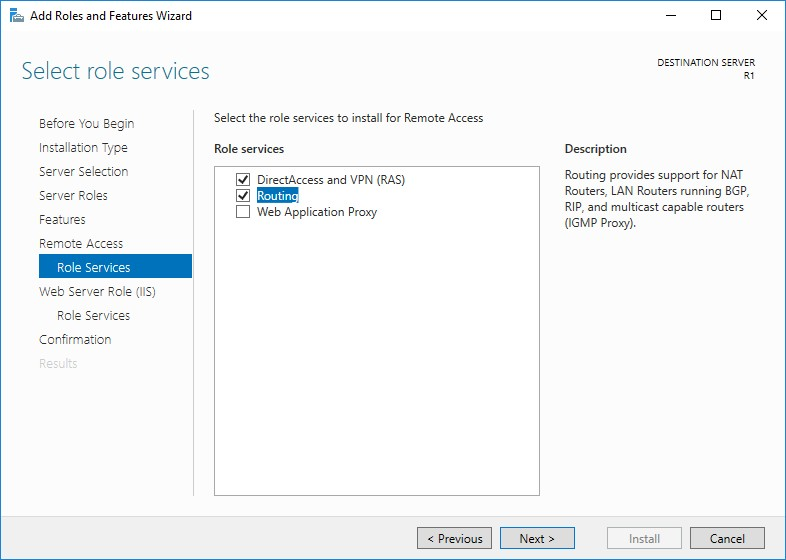 Add Roles and Features Wizard
Select role services
DESTINATION SERVER
R1
Before You Begin
Installation Type
Server Selection
Server Roles
Features
Remote Access
Role Services
Web Server Role (IIS)
Role Services
Confirmation
Results
Select the role services to install for Remote Access
Role services
DirectAccess and VPN (RAS)
Routing
Web Application Proxy
Description
Routing provides support for NAT
Routers, LAN Routers running BGP,
RIP, and multicast capable routers
(IGMP Proxy).
< Previous
Next >
Install
Cancel